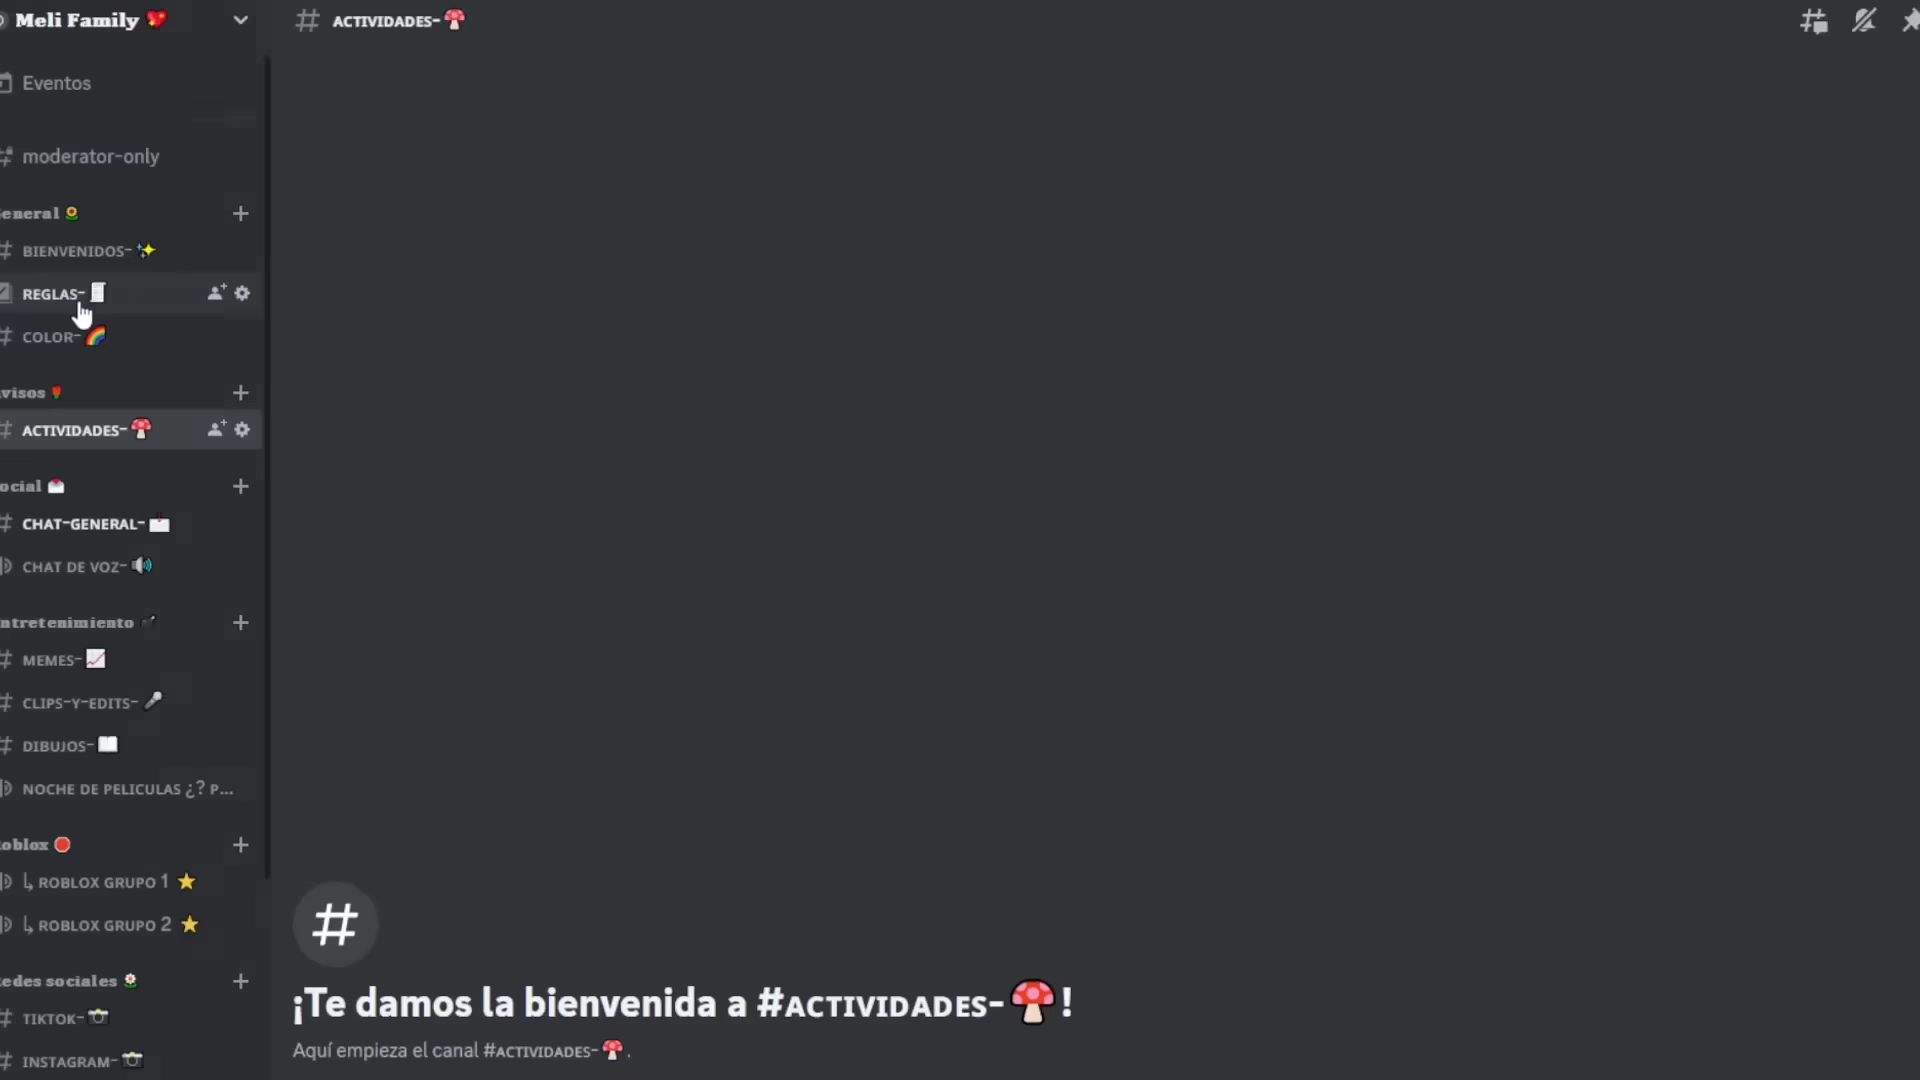 Meli Family 💖
Eventos
moderator-only
eneral 🌻
BIENVENIDOS-✨
REGLAS-📜
COLOR-🌈
visos 🌹
ACTIVIDADES-🍄
ocial 💌
CHAT-GENERAL-📩
CHAT DE VOZ-🔊
ntretenimiento
MEMES-📈
CLIPS-Y-EDITS-🎤
DIBUJOS-📖
NOCHE DE PELICULAS ¿? P...
oblox 🛑
↳ ROBLOX GRUPO 1 ⭐
↳ ROBLOX GRUPO 2 ⭐
edes sociales 🌼
TIKTOK-📷
INSTAGRAM-📷
# ACTIVIDADES-🍄
¡Te damos la bienvenida a #ACTIVIDADES-🍄!
Aquí empieza el canal #ACTIVIDADES-🍄.